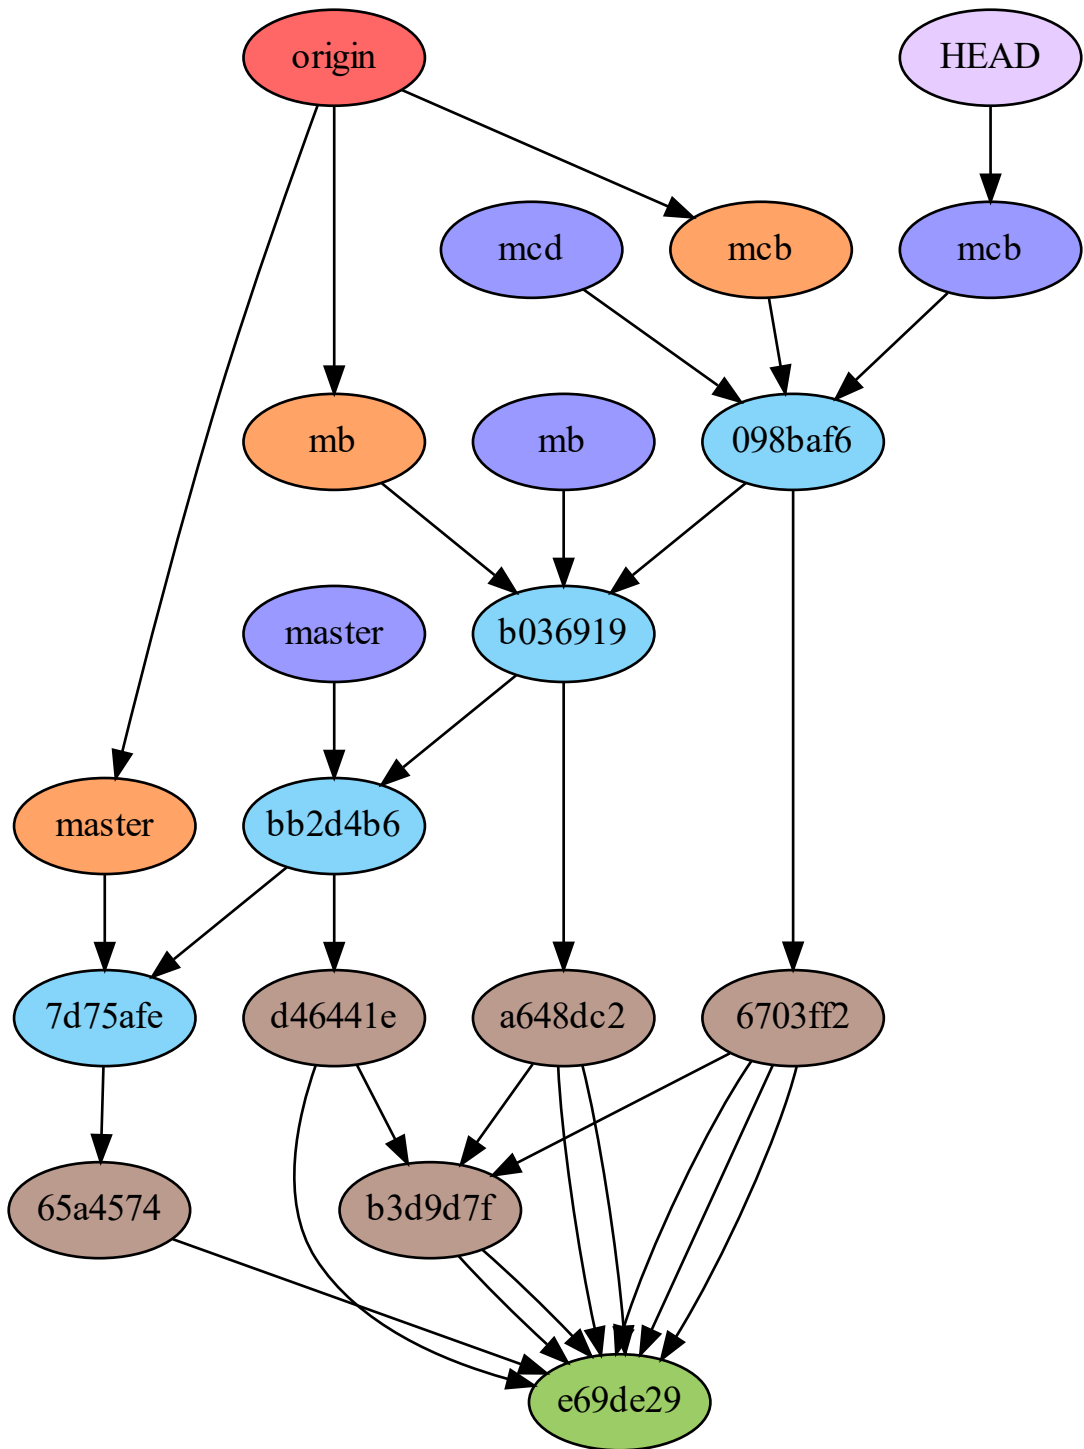 origin
HEAD
mcd
mcb
mcb
mb
mb
098baf6
master
b036919
master
bb2d4b6
7d75afe
d46441e
a648dc2
6703ff2
65a4574
b3d9d7f
e69de29